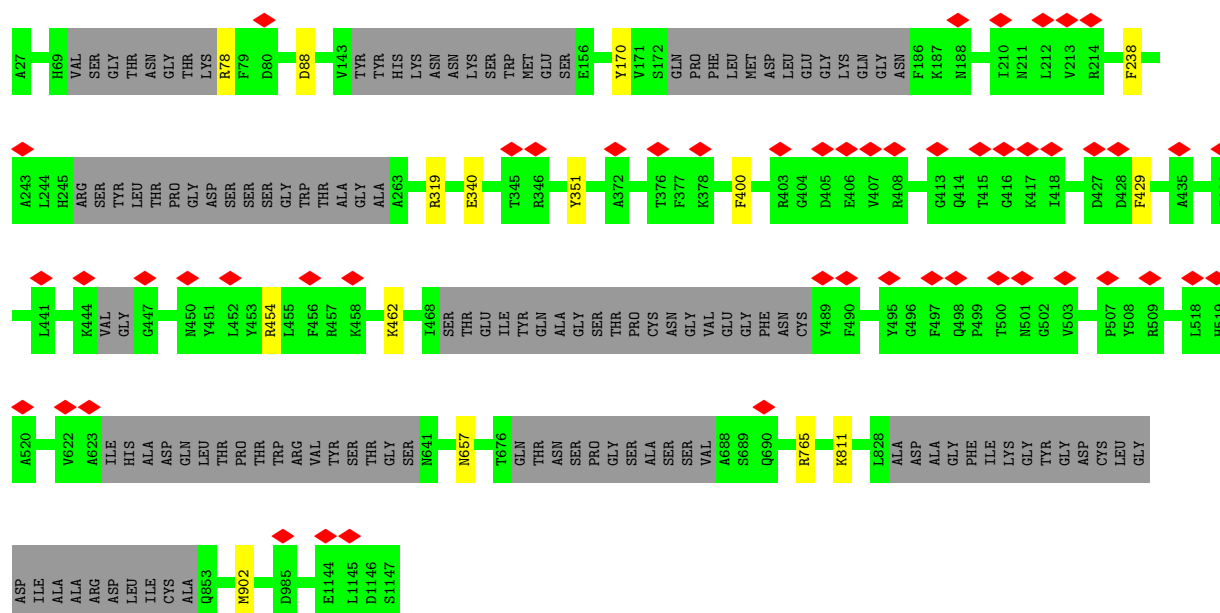 A27 H69 VAL SER GLY THR ASN GLY THR LYS R78 F79 D80 D88 V143 TYR TYR HIS LYS ASN ASN LYS SER TRP MET GLU SER E156 Y170 V171 S172 GLN PRO PHE LEU MET ASP LEU GLU GLY LYS GLN GLY ASN F186 K187 N188 I210 N211 L212 V213 R214 F238
A243 L244 H245 ARG SER TYR LEU THR PRO GLY ASP SER SER SER GLY TRP THR ALA GLY ALA A263 R319 E340 T345 R346 Y351 A372 T376 F377 K378 F400 R403 G404 D405 E406 V407 R408 G413 Q414 T415 G416 K417 I418 D427 D428 F429 A435
L441 K444 VAL GLY G447 N450 Y451 L452 Y453 R454 L455 F456 R457 K458 K462 I468 SER THR GLU ILE TYR GLN ALA GLY SER THR PRO CYS ASN GLY VAL GLU GLY PHE ASN CYS Y489 F490 Y495 G496 F497 Q498 P499 T500 N501 G502 V503 P507 Y508 R509 L518 H519
A520 V622 A623 ILE HIS ALA ASP GLN LEU THR PRO THR TRP ARG VAL TYR SER THR GLY SER N641 N657 T676 GLN THR ASN SER PRO GLY SER ALA SER SER VAL A688 S689 Q690 R765 K811 L828 ALA ASP ALA GLY PHE ILE LYS GLY TYR GLY ASP CYS LEU GLY
ASP ILE ALA ALA ARG ASP LEU ILE CYS ALA Q853 M902 D985 E1144 L1145 D1146 S1147